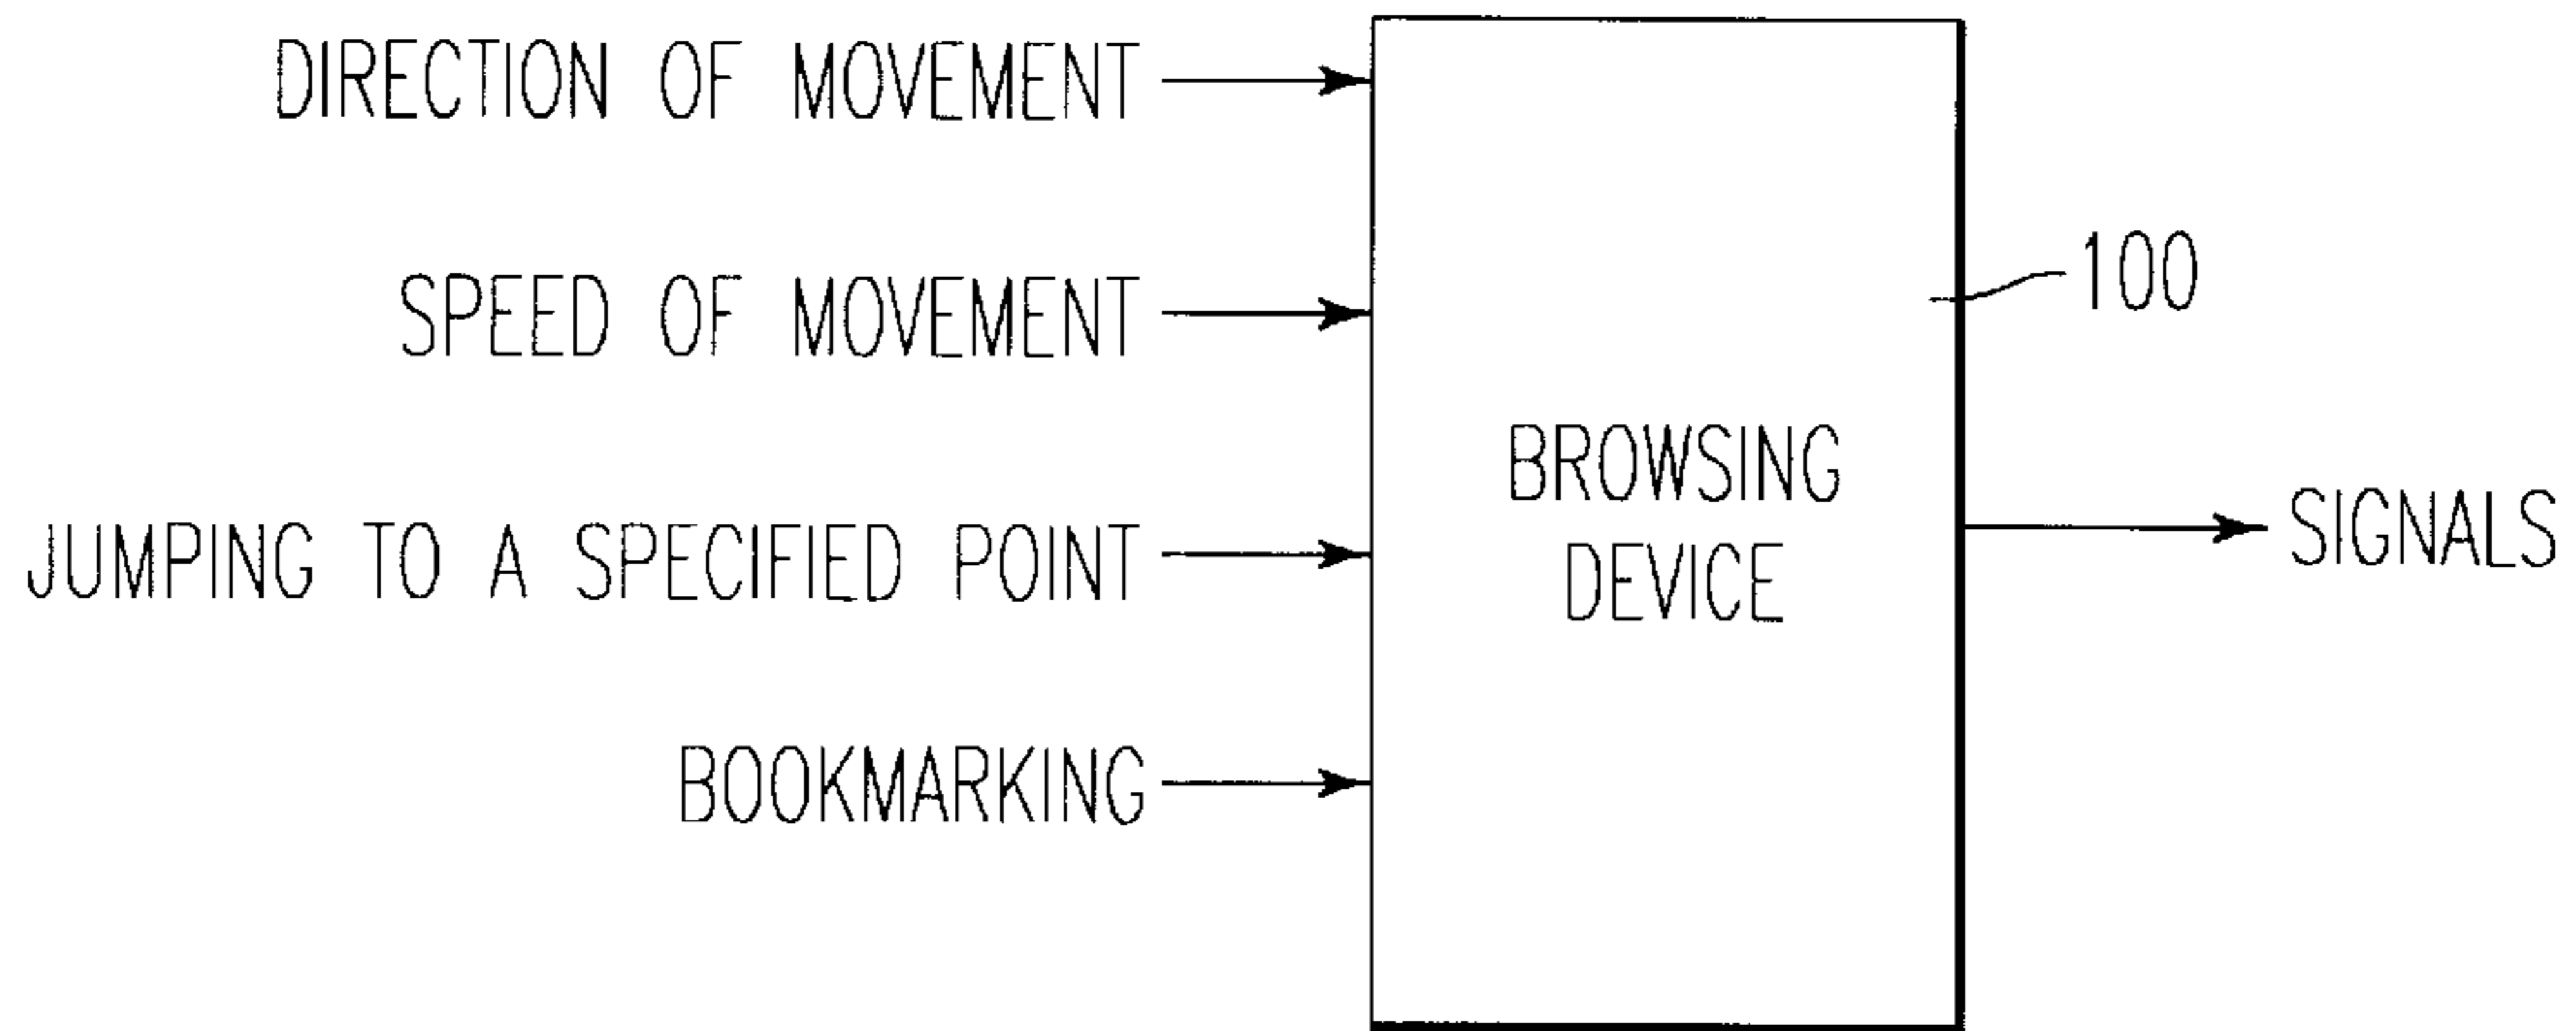 DIRECTION OF MOVEMENT
SPEED OF MOVEMENT
100
BROWSING
DEVICE
JUMPING TO A SPECIFIED POINT
SIGNALS
BOOKMARKING